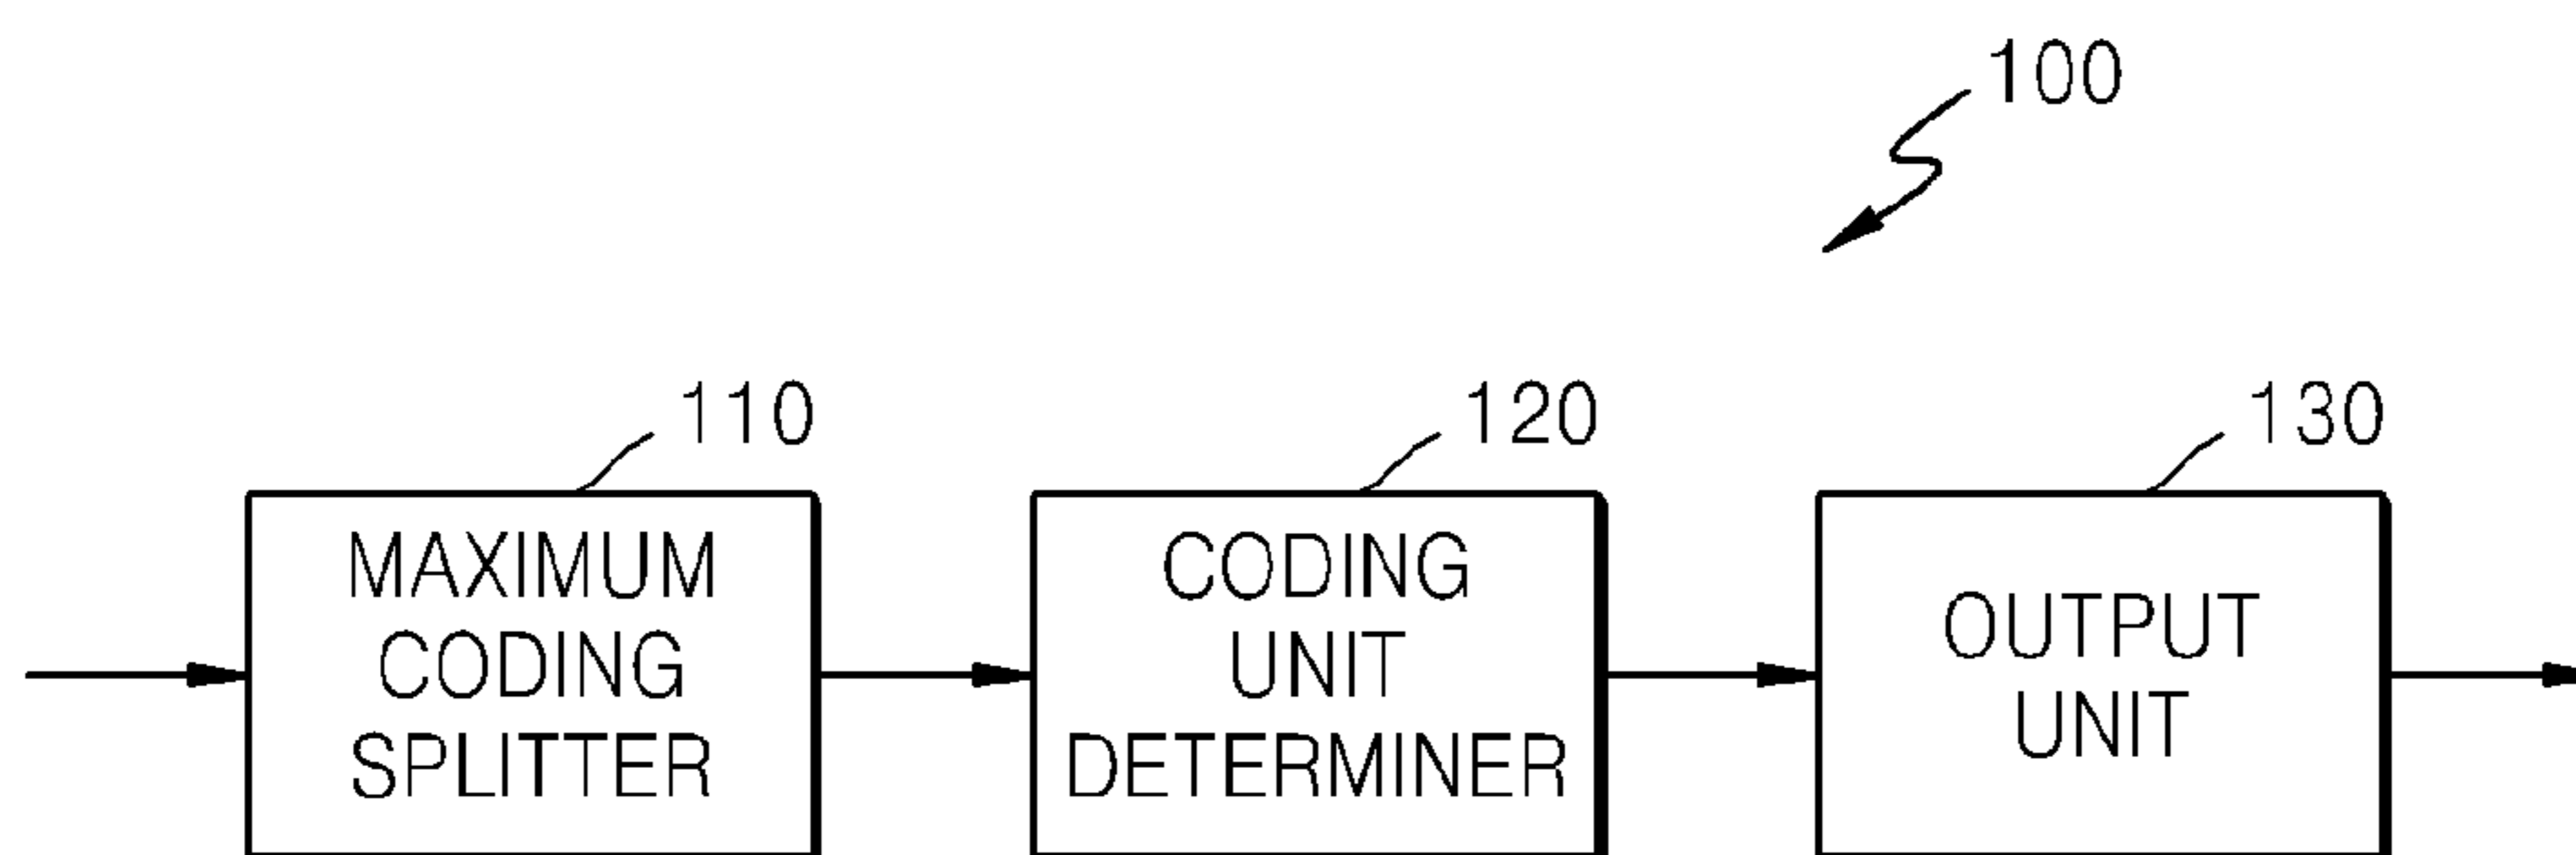 100
110
120
130
MAXIMUM
CODING
SPLITTER
CODING
UNIT
DETERMINER
OUTPUT
UNIT